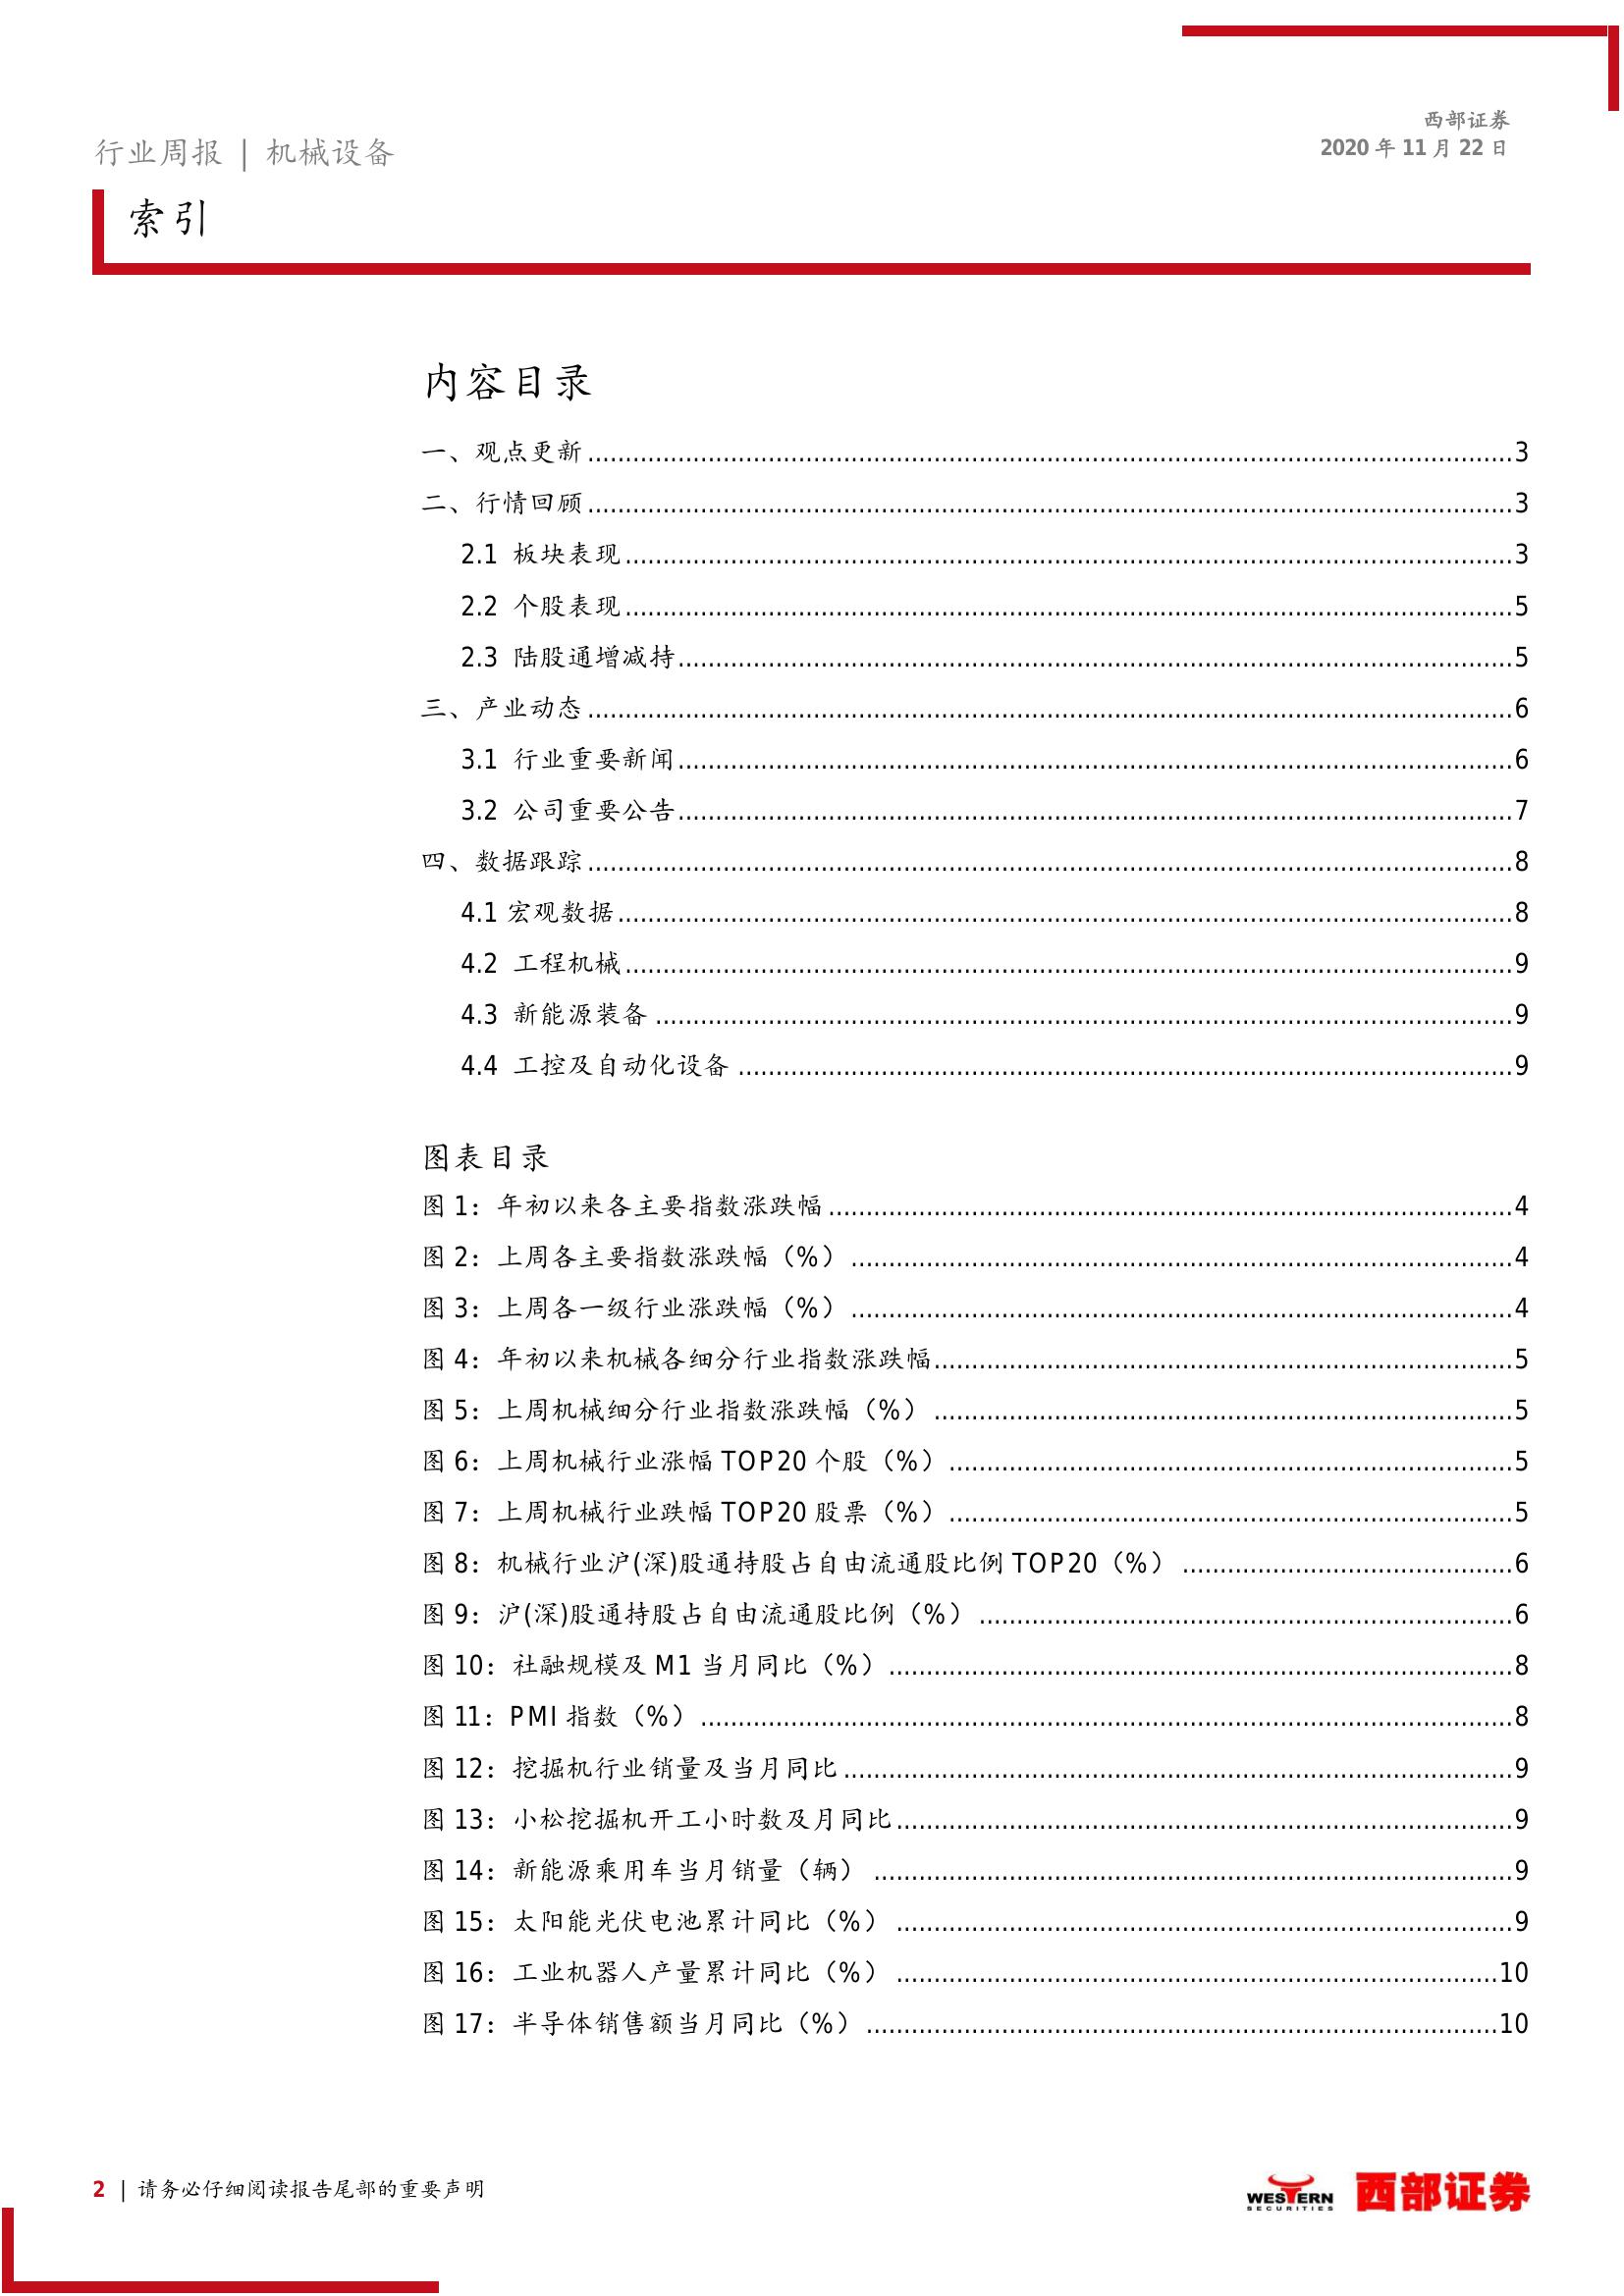 西部证券
2020 年 11 月 22 日
行业周报 | 机械设备
索引
内容目录
一、观点更新 ........ 3
二、行情回顾 ........ 3
2.1 板块表现 ........ 3
2.2 个股表现 ........ 5
2.3 陆股通增减持 ........ 5
三、产业动态 ........ 6
3.1 行业重要新闻 ........ 6
3.2 公司重要公告 ........ 7
四、数据跟踪 ........ 8
4.1 宏观数据 ........ 8
4.2 工程机械 ........ 9
4.3 新能源装备 ........ 9
4.4 工控及自动化设备 ........ 9
图表目录
图 1：年初以来各主要指数涨跌幅 ........ 4
图 2：上周各主要指数涨跌幅（%） ........ 4
图 3：上周各一级行业涨跌幅（%） ........ 4
图 4：年初以来机械各细分行业指数涨跌幅 ........ 5
图 5：上周机械细分行业指数涨跌幅（%） ........ 5
图 6：上周机械行业涨幅 TOP20 个股（%） ........ 5
图 7：上周机械行业跌幅 TOP20 股票（%） ........ 5
图 8：机械行业沪(深)股通持股占自由流通股比例 TOP20（%） ........ 6
图 9：沪(深)股通持股占自由流通股比例（%） ........ 6
图 10：社融规模及 M1 当月同比（%） ........ 8
图 11：PMI 指数（%） ........ 8
图 12：挖掘机行业销量及当月同比 ........ 9
图 13：小松挖掘机开工小时数及月同比 ........ 9
图 14：新能源乘用车当月销量（辆） ........ 9
图 15：太阳能光伏电池累计同比（%） ........ 9
图 16：工业机器人产量累计同比（%） ........ 10
图 17：半导体销售额当月同比（%） ........ 10
2 | 请务必仔细阅读报告尾部的重要声明
WESTERN
SECURITIES
西部证券